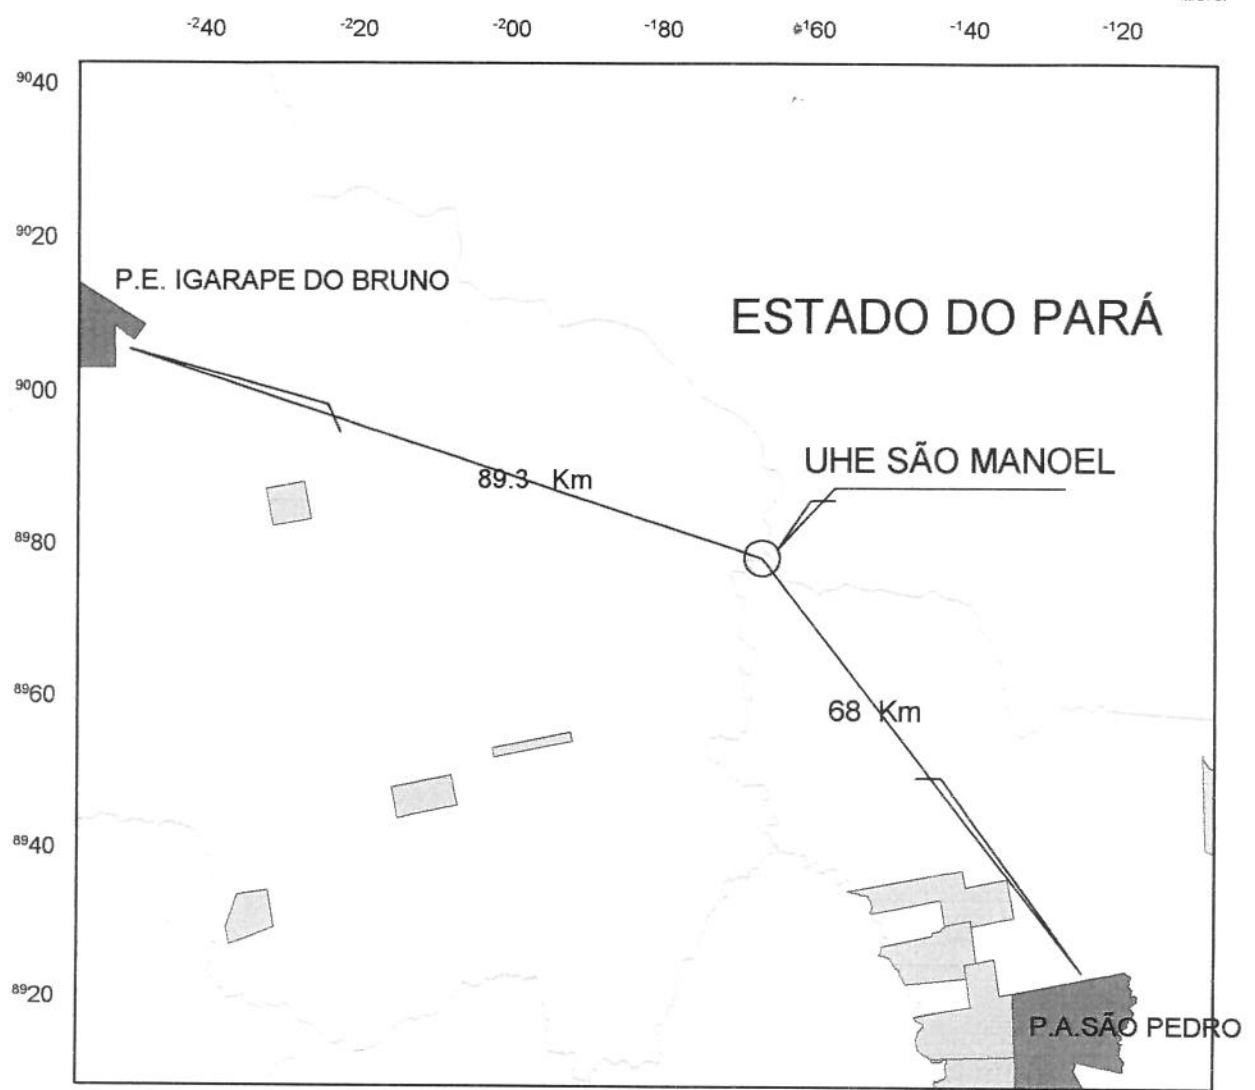 -240 -220 -200 -180 160 -140 -120
9040
9020
P.E. IGARAPE DO BRUNO
ESTADO DO PARÁ
9000
UHE SÃO MANOEL
89.3 Km
8980
8960
68 Km
8940
8920
P.A.SÃO PEDRO